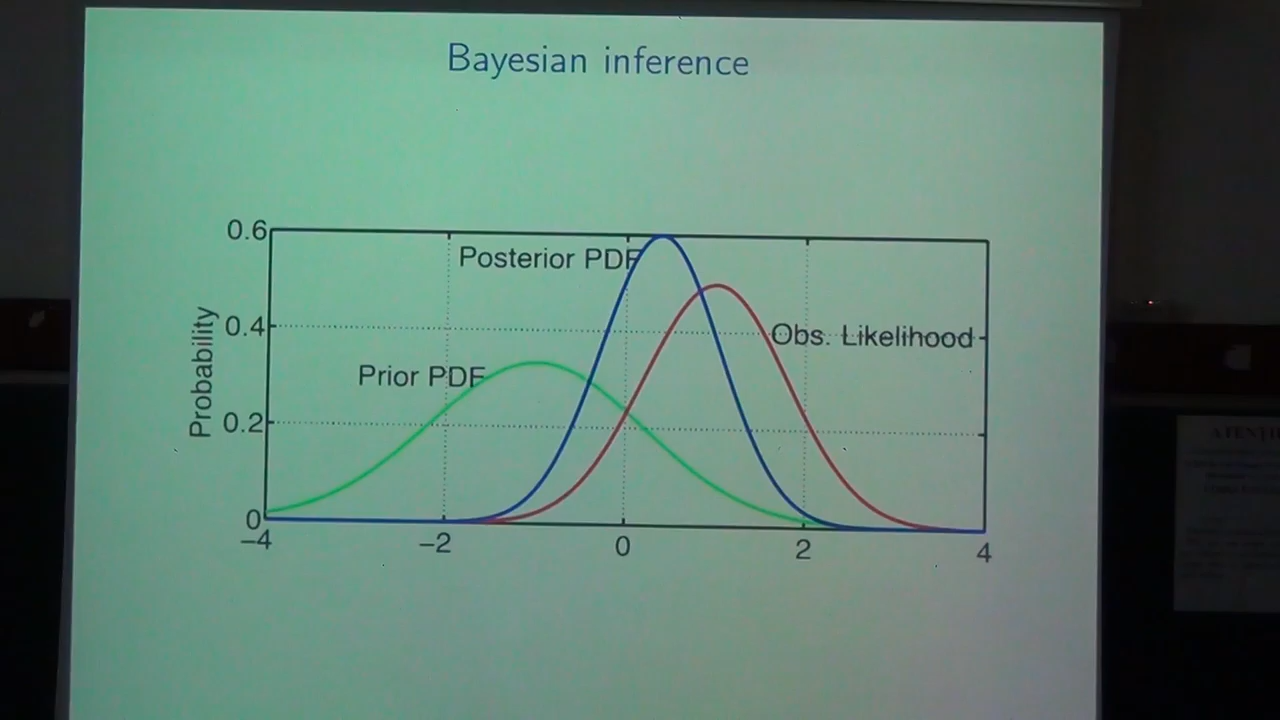 Bayesian inference
0.6
Posterior PDF
0.4
Obs. Likelihood
Prior PDF
Probability
0.2
0
−4
−2
0
2
4